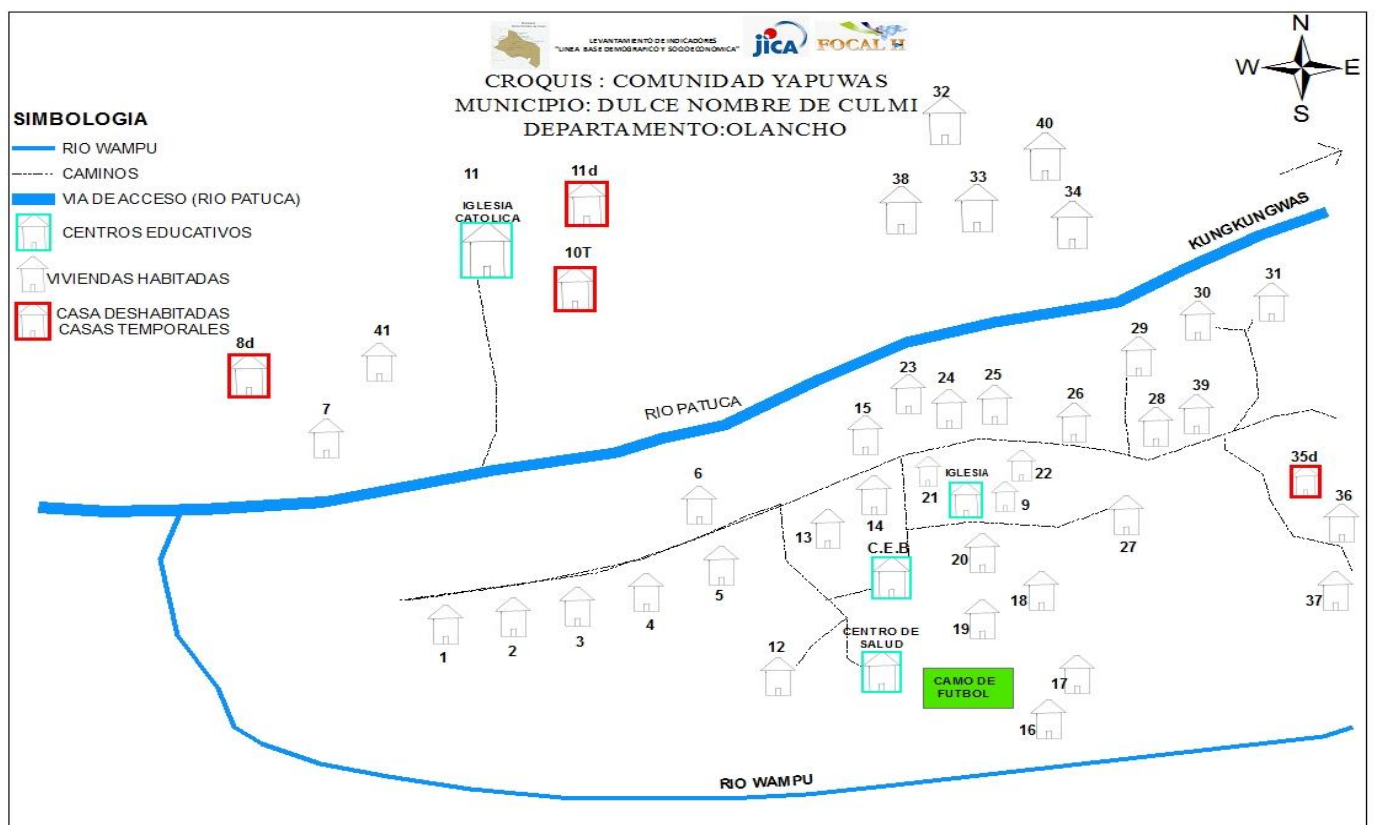 LEVANTAMIENTO DE INDICADORES
"LINEA BASE DEMOGRAFICO Y SOCIOECONOMICA"
jICA
FOCAL H
CROQUIS : COMUNIDAD YAPUWAS
MUNICIPIO: DULCE NOMBRE DE CULMI
DEPARTAMENTO:OLANCHO
N
W
E
S
SIMBOLOGIA
RIO WAMPU
CAMINOS
VIA DE ACCESO (RIO PATUCA)
CENTROS EDUCATIVOS
VIVIENDAS HABITADAS
CASA DESHABITADAS
CASAS TEMPORALES
32
40
11
11d
38
33
34
IGLESIA
CATOLICA
KUNGKUNGWAS
10T
31
30
41
8d
29
23
24
25
26
28
39
7
RIO PATUCA
15
35d
6
21
IGLESIA
22
36
9
14
13
27
C.E.B
20
5
18
37
4
19
3
2
1
CENTRO DE
SALUD
12
CAMO DE
FUTBOL
17
16
RIO WAMPU